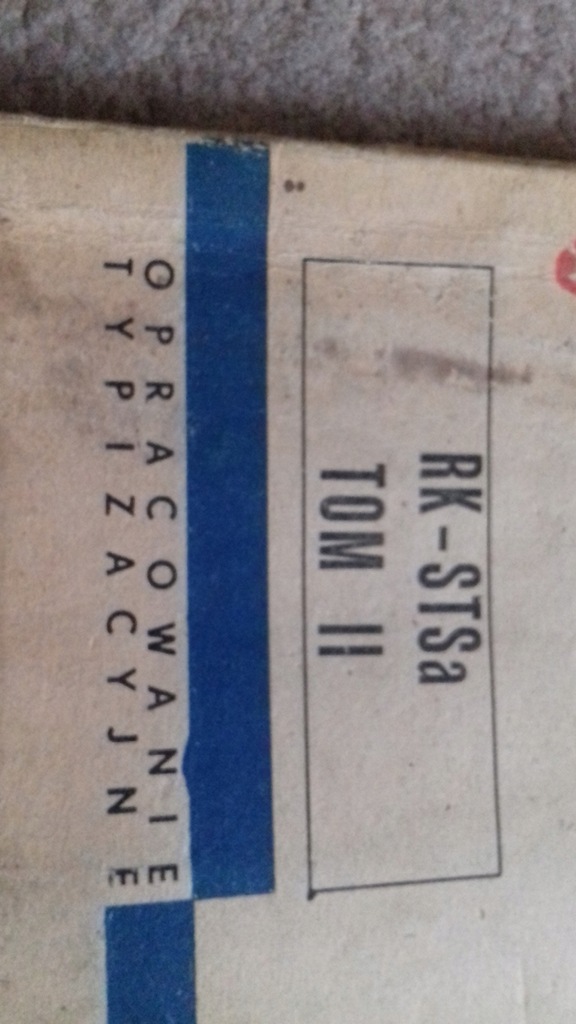 RK-STSa
TOM II
OPRACOWANIE
TYPIZACYJNE